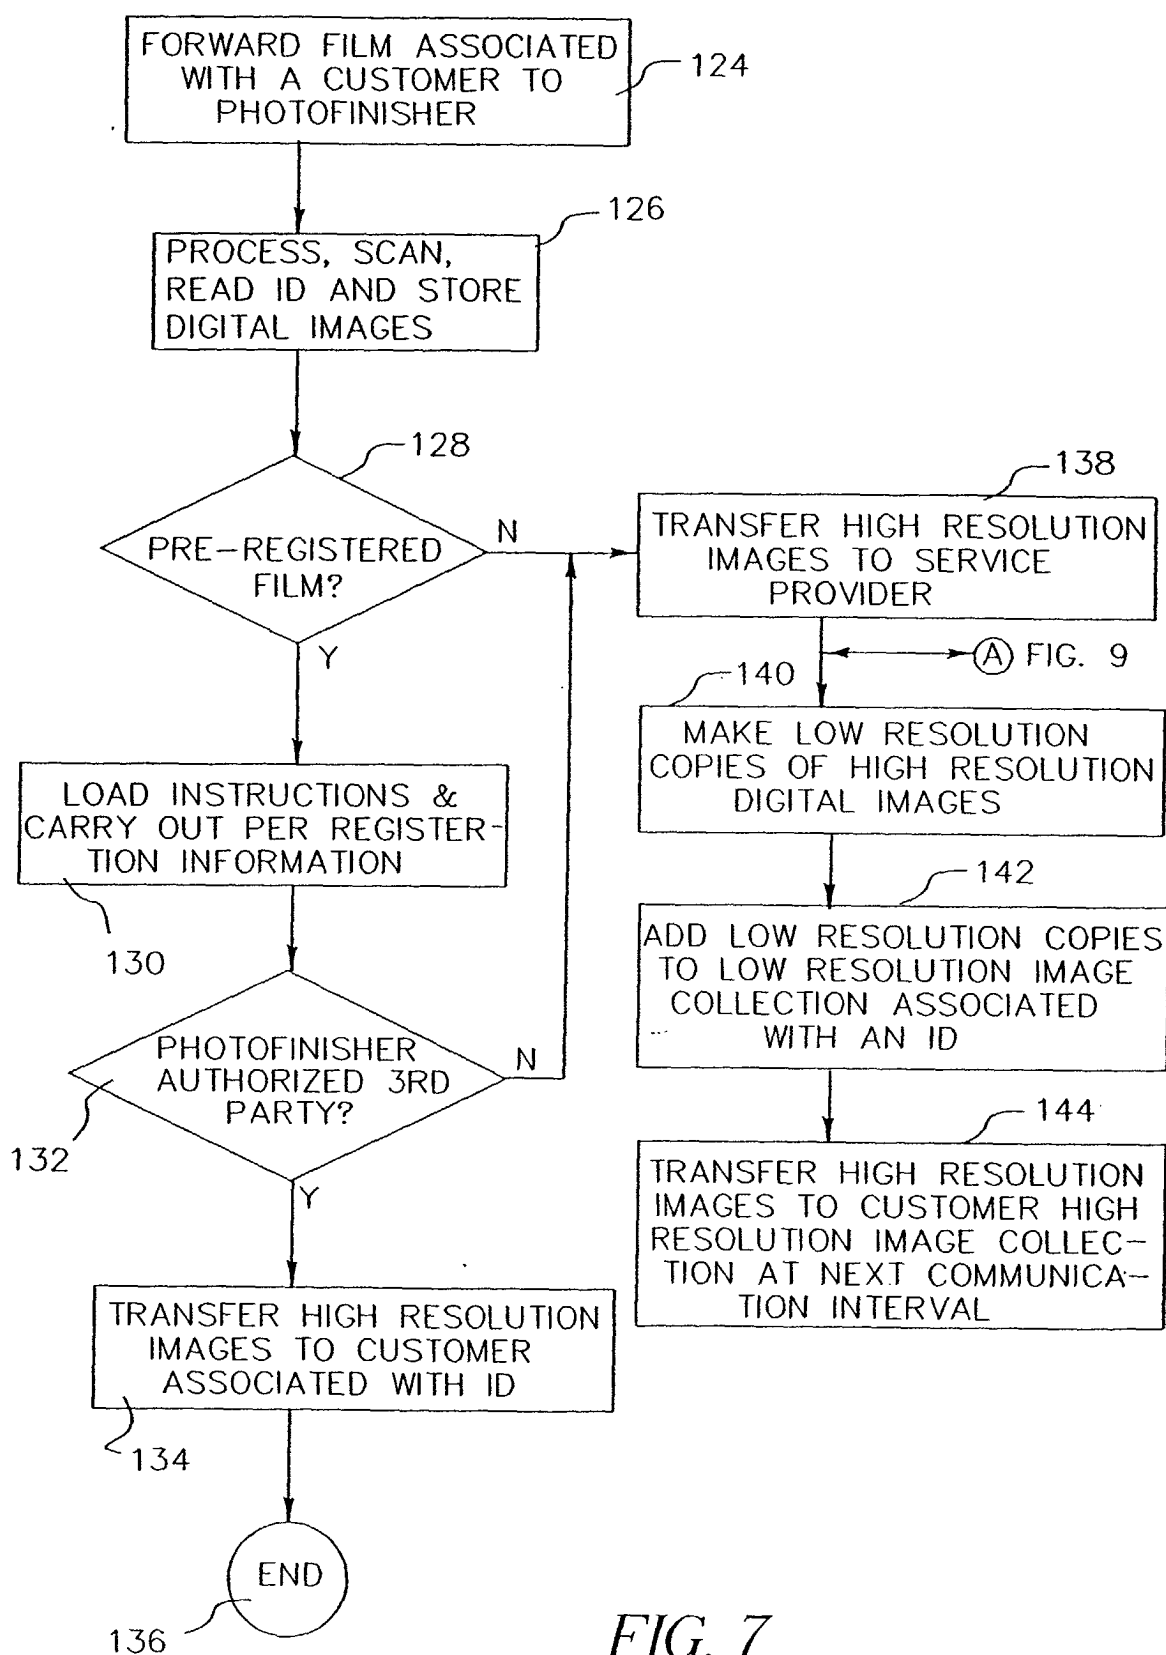 FORWARD FILM ASSOCIATED
WITH A CUSTOMER TO
PHOTOFINISHER
124
126
PROCESS, SCAN,
READ ID AND STORE
DIGITAL IMAGES
128
PRE-REGISTERED
FILM?
N
Y
LOAD INSTRUCTIONS &
CARRY OUT PER REGISTER-
TION INFORMATION
130
PHOTOFINISHER
AUTHORIZED 3RD
PARTY?
N
132
Y
TRANSFER HIGH RESOLUTION
IMAGES TO CUSTOMER
ASSOCIATED WITH ID
134
END
136
138
TRANSFER HIGH RESOLUTION
IMAGES TO SERVICE
PROVIDER
A FIG. 9
140
MAKE LOW RESOLUTION
COPIES OF HIGH RESOLUTION
DIGITAL IMAGES
142
ADD LOW RESOLUTION COPIES
TO LOW RESOLUTION IMAGE
COLLECTION ASSOCIATED
WITH AN ID
144
TRANSFER HIGH RESOLUTION
IMAGES TO CUSTOMER HIGH
RESOLUTION IMAGE COLLEC-
TION AT NEXT COMMUNICA-
TION INTERVAL
FIG. 7